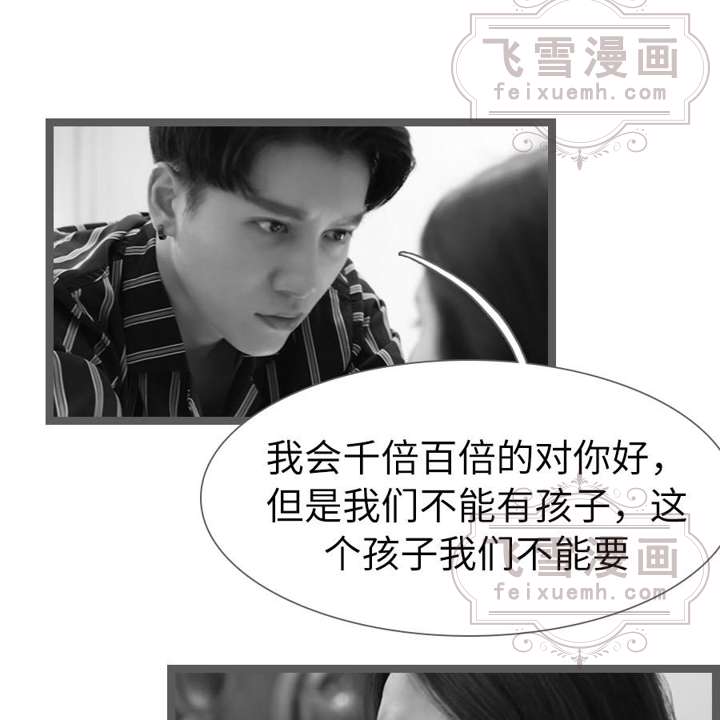 飞雪漫画
feixuemh.com
我会千倍百倍的对你好，
但是我们不能有孩子，这
个孩子我们不能要
飞雪漫画
feixuemh.com